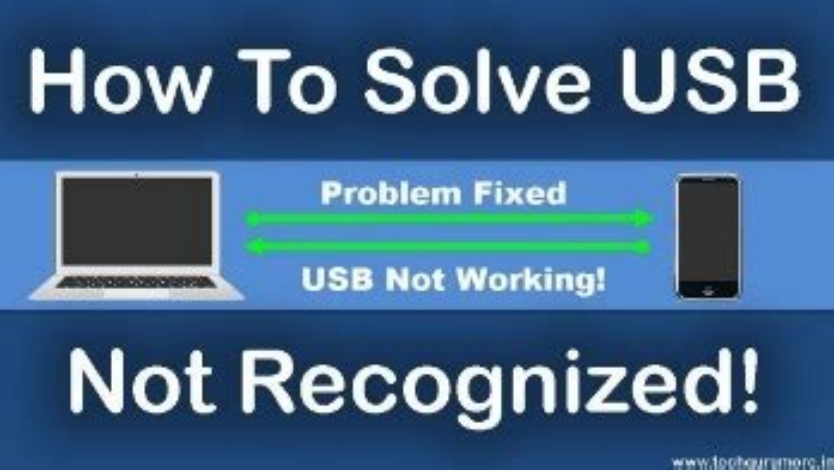 How To Solve USB
Problem Fixed
USB Not Working!
Not Recognized!